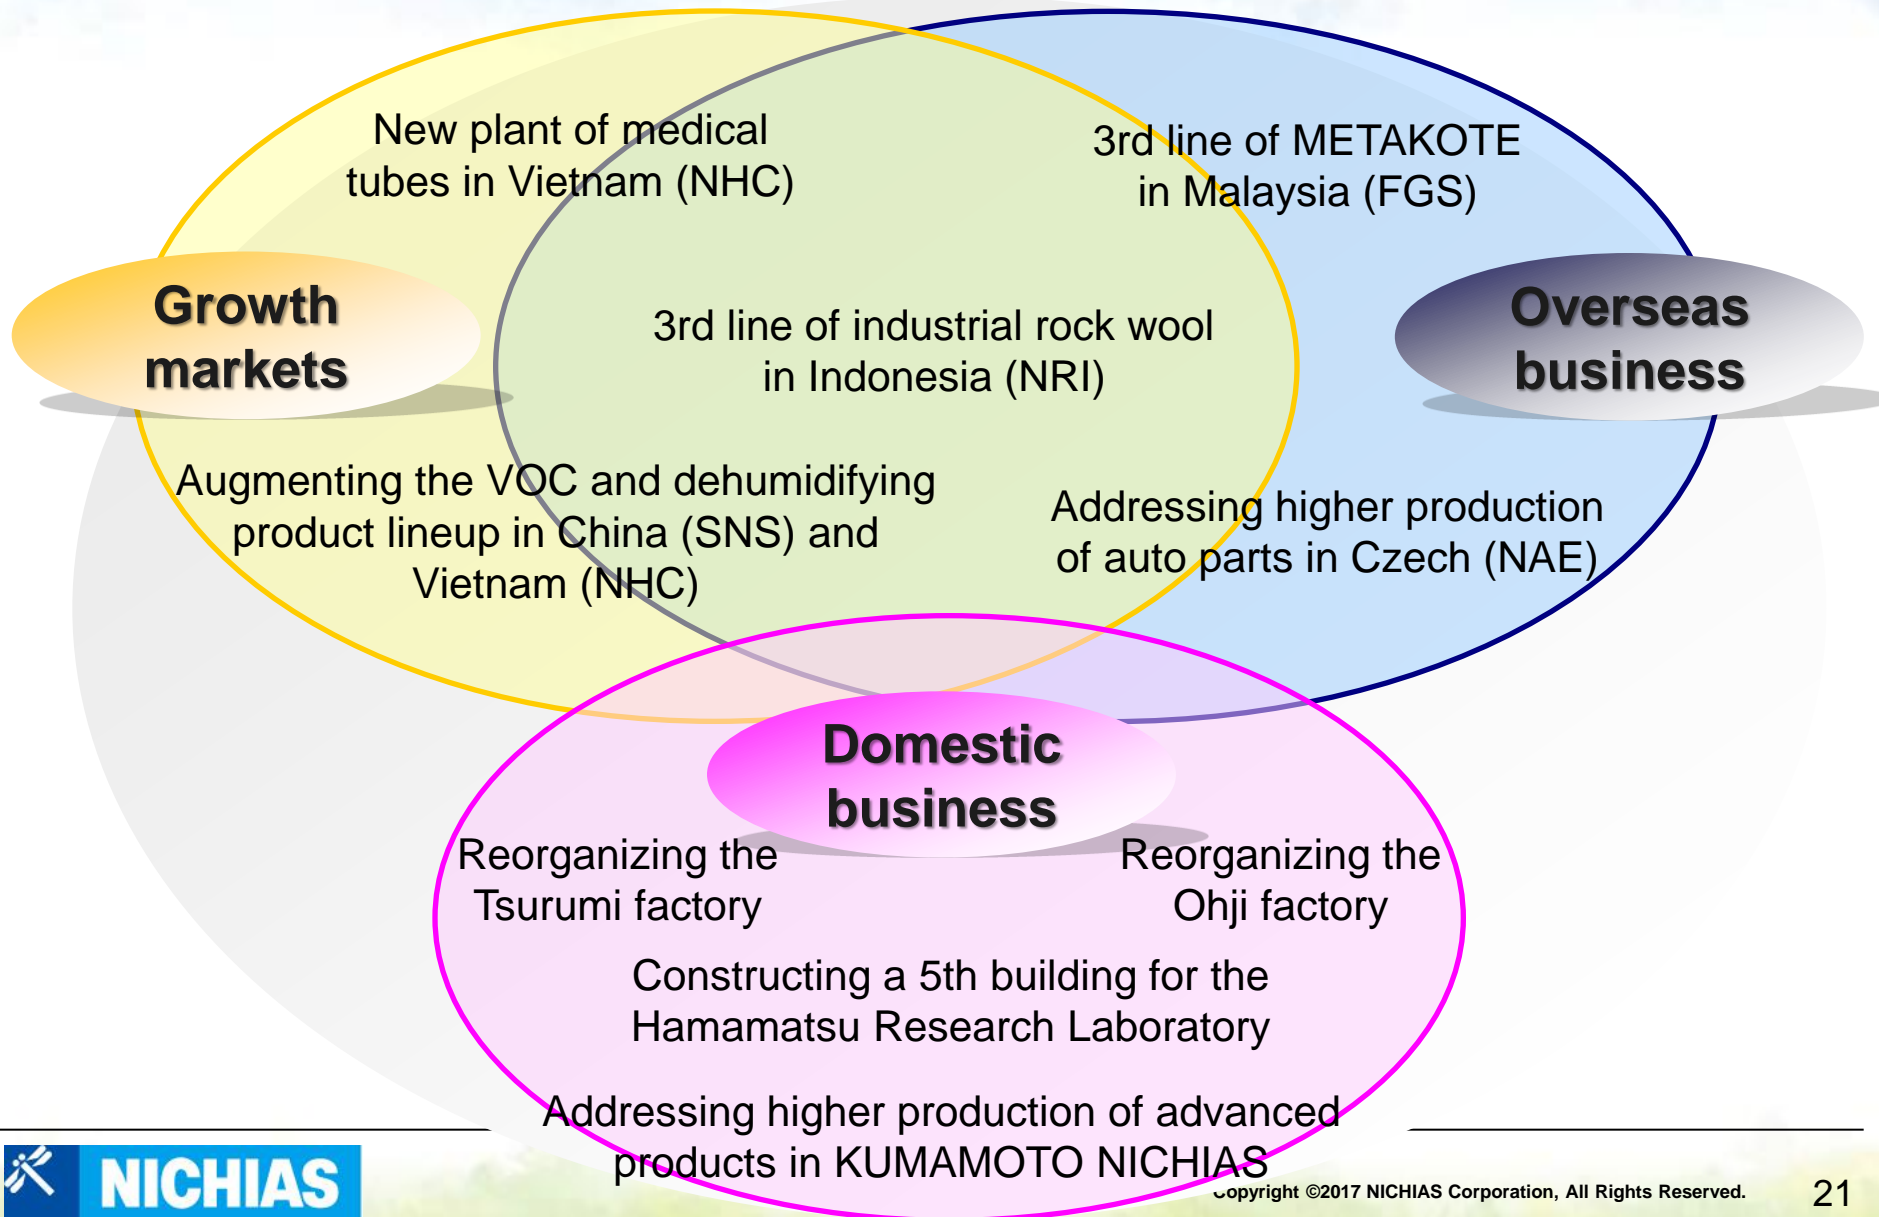 New plant of medical
tubes in Vietnam (NHC)
3rd line of METAKOTE
in Malaysia (FGS)
Growth
markets
3rd line of industrial rock wool
in Indonesia (NRI)
Overseas
business
Augmenting the VOC and dehumidifying
product lineup in China (SNS) and
Vietnam (NHC)
Addressing higher production
of auto parts in Czech (NAE)
Domestic
business
Reorganizing the
Tsurumi factory
Reorganizing the
Ohji factory
Constructing a 5th building for the
Hamamatsu Research Laboratory
Addressing higher production of advanced
products in KUMAMOTO NICHIAS
NICHIAS
Copyright ©2017 NICHIAS Corporation, All Rights Reserved.
21